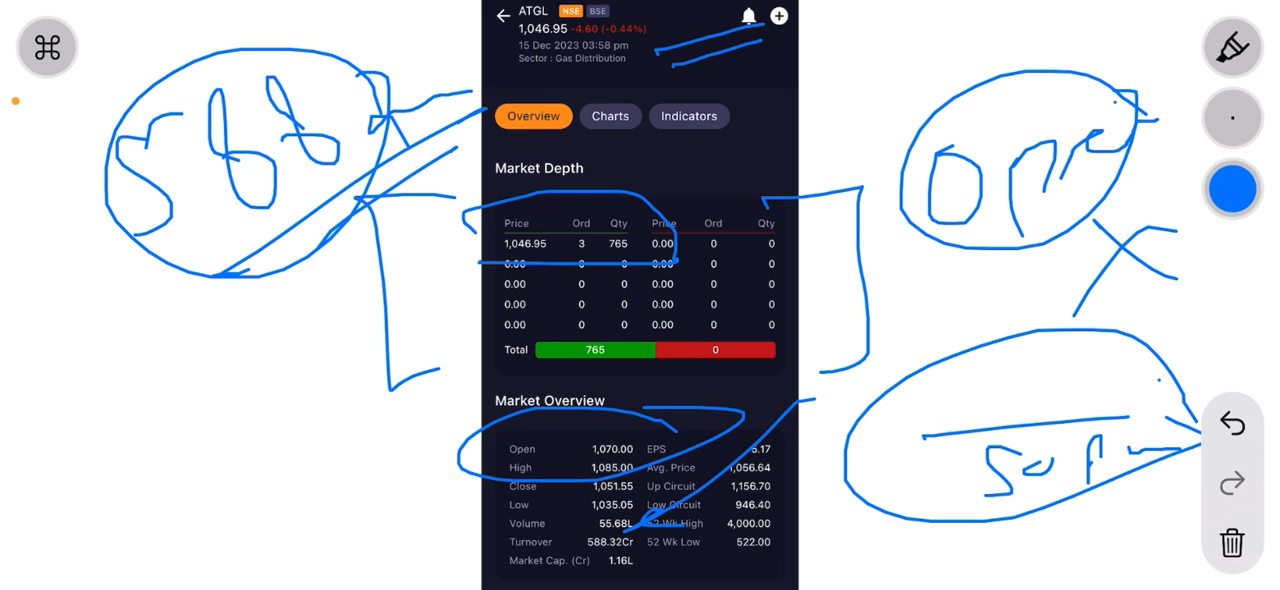 ATGL NSE BSE
1,046.95 -4.60 (-0.44%)
15 Dec 2023 03:58 pm
Sector : Gas Distribution
Overview Charts Indicators
588
Market Depth
Price Ord Qty Price Ord Qty
1,046.95 3 765 0.00 0 0
0.00 0 0 0.00 0 0
0.00 0 0 0.00 0 0
0.00 0 0 0.00 0 0
0.00 0 0 0.00 0 0
Total 765 0
Market Overview
Open 1,070.00 EPS 5.17
High 1,085.00 Avg. Price 1,056.64
Close 1,051.55 Up Circuit 1,156.70
Low 1,035.05 Low Circuit 946.40
Volume 55.68L 52 Wk High 4,000.00
Turnover 588.32Cr 52 Wk Low 522.00
Market Cap. (Cr) 1.16L